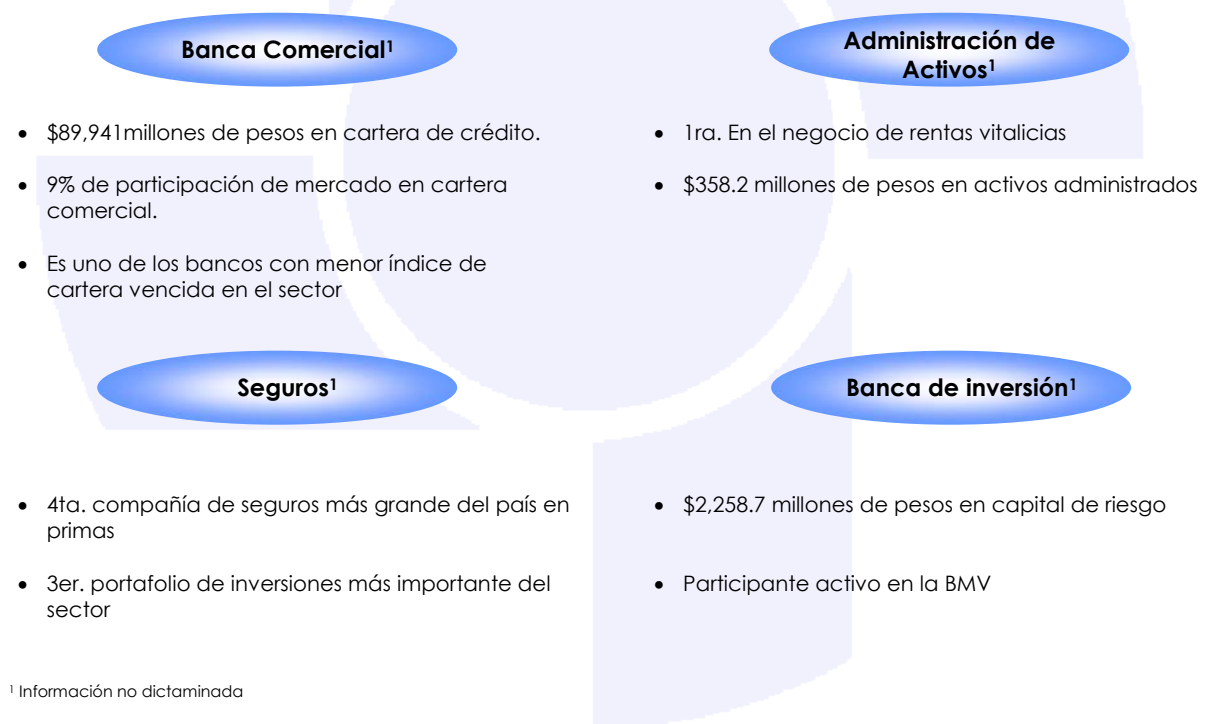 Banca Comercial¹
• $89,941millones de pesos en cartera de crédito.
• 9% de participación de mercado en cartera
comercial.
• Es uno de los bancos con menor índice de
cartera vencida en el sector
Administración de
Activos¹
• 1ra. En el negocio de rentas vitalicias
• $358.2 millones de pesos en activos administrados
Seguros¹
• 4ta. compañía de seguros más grande del país en
primas
• 3er. portafolio de inversiones más importante del
sector
Banca de inversión¹
• $2,258.7 millones de pesos en capital de riesgo
• Participante activo en la BMV
¹ Información no dictaminada